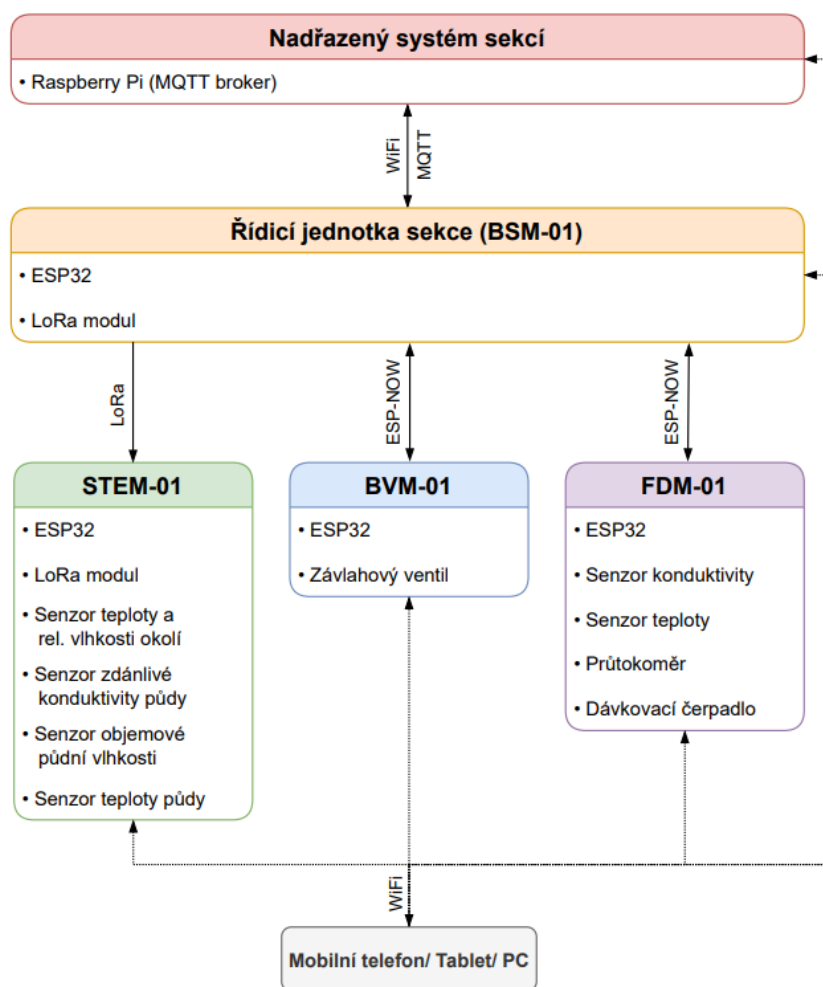 Nadřazený systém sekcí
• Raspberry Pi (MQTT broker)
WiFi
MQTT
Řídicí jednotka sekce (BSM-01)
• ESP32
• LoRa modul
LoRa
ESP-NOW
ESP-NOW
STEM-01
• ESP32
• LoRa modul
• Senzor teploty a
rel. vlhkosti okolí
• Senzor zdánlivé
konduktivity půdy
• Senzor objemové
půdní vlhkosti
• Senzor teploty půdy
BVM-01
• ESP32
• Závlahový ventil
FDM-01
• ESP32
• Senzor konduktivity
• Senzor teploty
• Průtokoměr
• Dávkovací čerpadlo
WiFi
Mobilní telefon/ Tablet/ PC